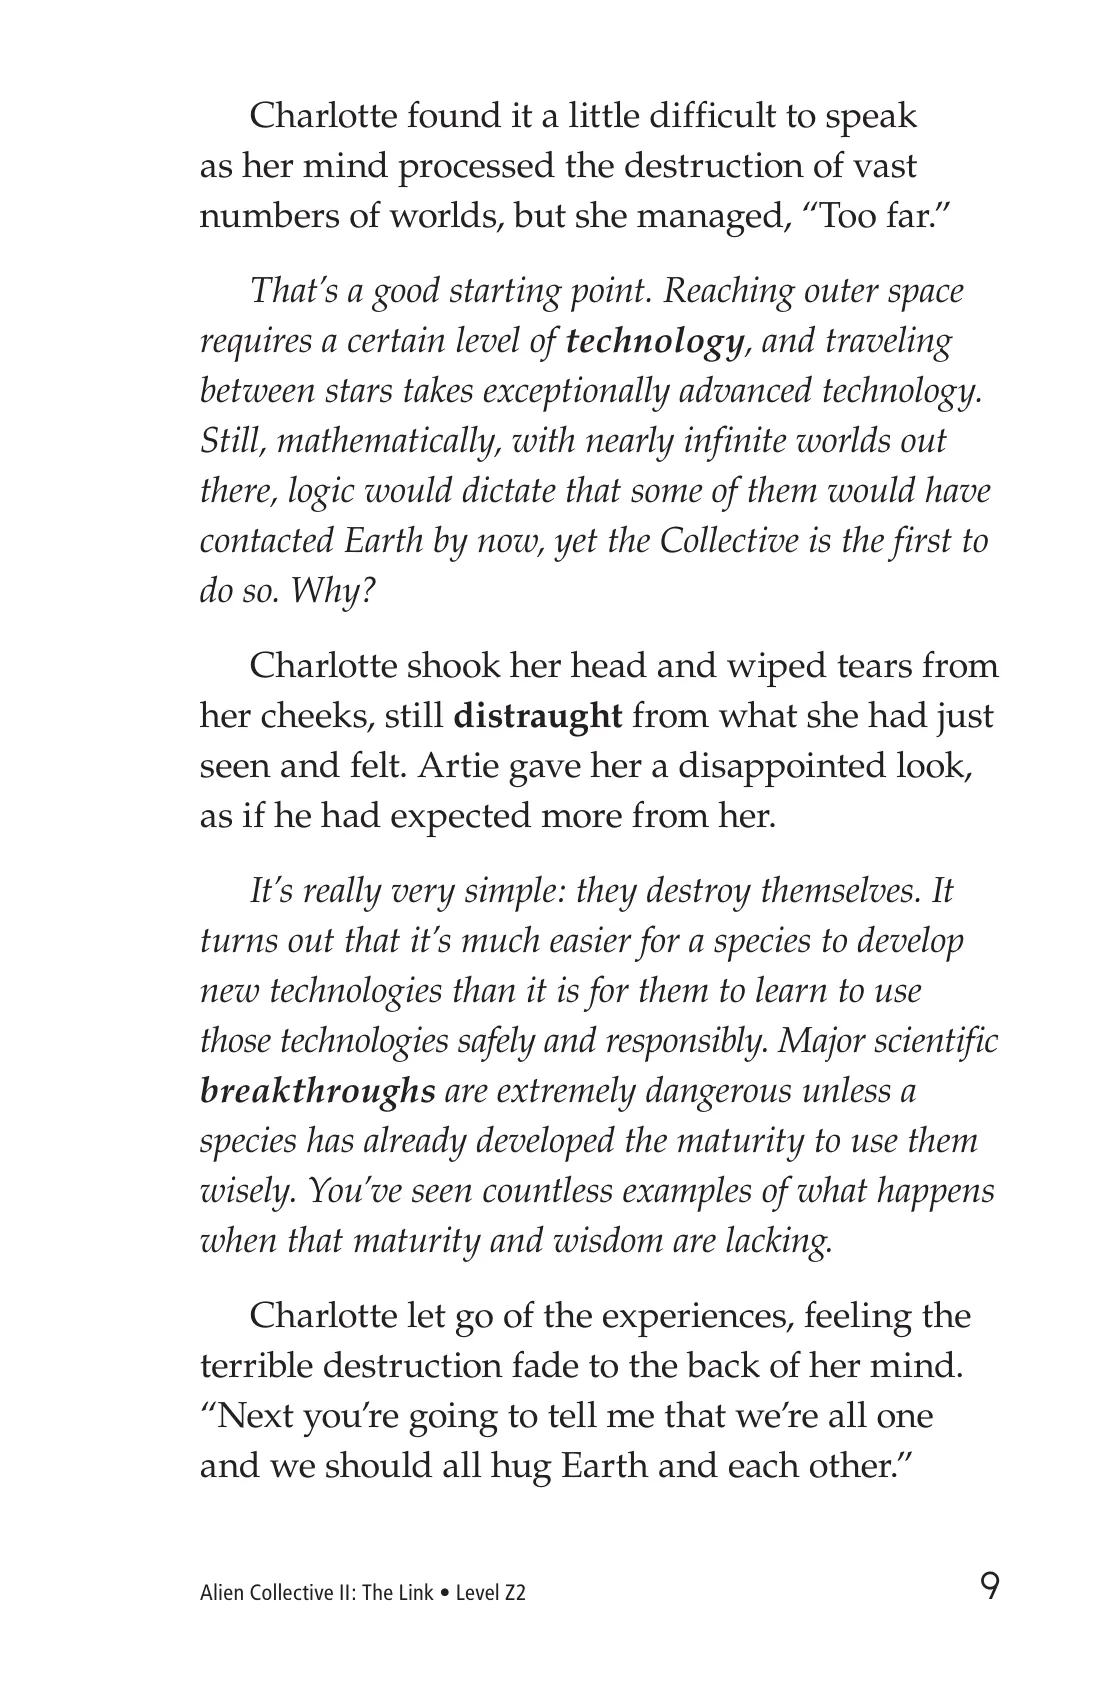 Charlotte found it a little difficult to speak
as her mind processed the destruction of vast
numbers of worlds, but she managed, “Too far.”
That’s a good starting point. Reaching outer space
requires a certain level of technology, and traveling
between stars takes exceptionally advanced technology.
Still, mathematically, with nearly infinite worlds out
there, logic would dictate that some of them would have
contacted Earth by now, yet the Collective is the first to
do so. Why?
Charlotte shook her head and wiped tears from
her cheeks, still distraught from what she had just
seen and felt. Artie gave her a disappointed look,
as if he had expected more from her.
It’s really very simple: they destroy themselves. It
turns out that it’s much easier for a species to develop
new technologies than it is for them to learn to use
those technologies safely and responsibly. Major scientific
breakthroughs are extremely dangerous unless a
species has already developed the maturity to use them
wisely. You’ve seen countless examples of what happens
when that maturity and wisdom are lacking.
Charlotte let go of the experiences, feeling the
terrible destruction fade to the back of her mind.
“Next you’re going to tell me that we’re all one
and we should all hug Earth and each other.”
Alien Collective II: The Link • Level Z2 9